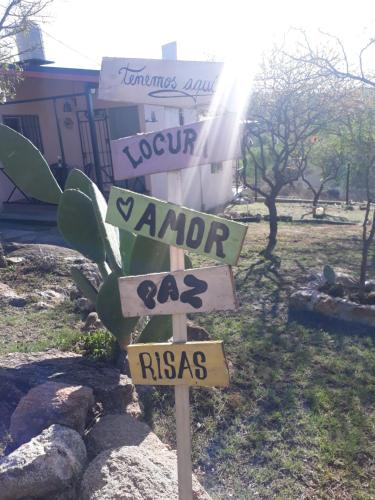 tenemos aquí
LOCURA
♡ AMOR
PAZ
RISAS